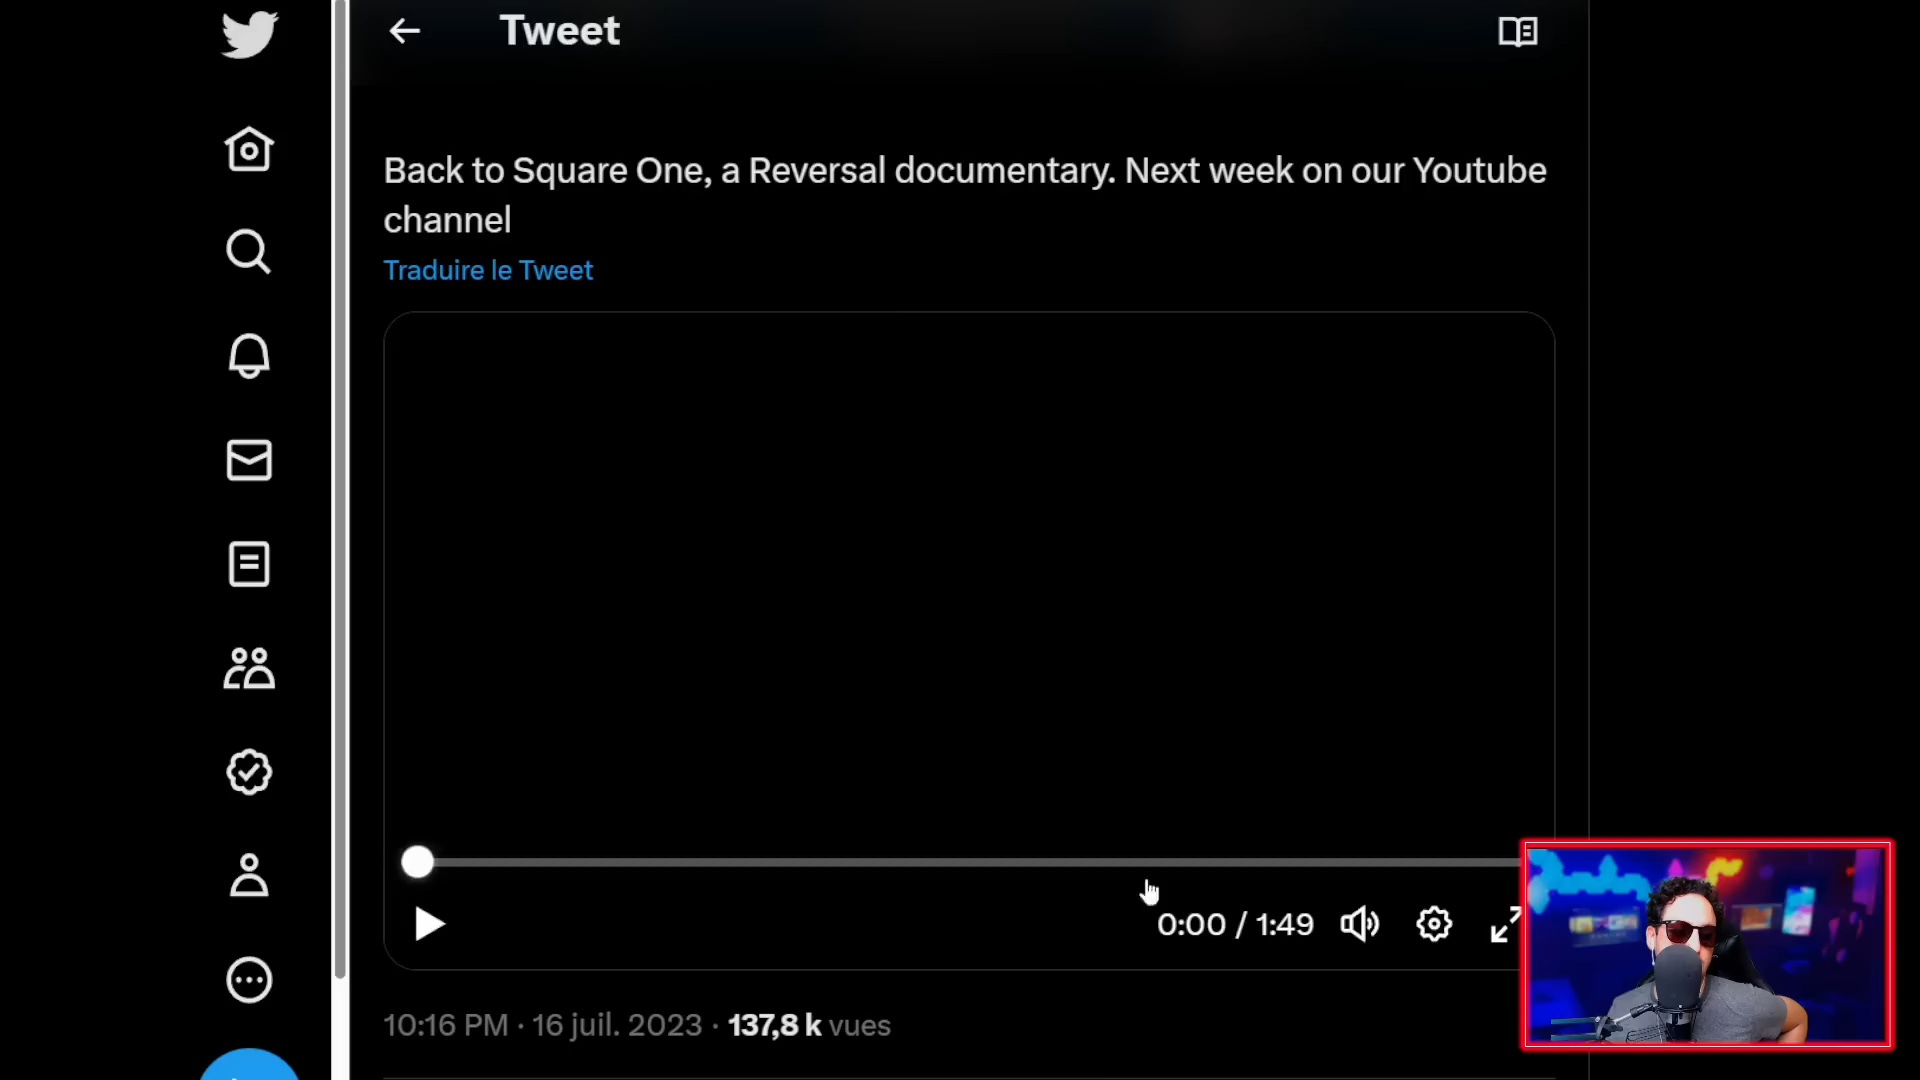 Tweet
Back to Square One, a Reversal documentary. Next week on our Youtube
channel
Traduire le Tweet
0:00 / 1:49
10:16 PM · 16 juil. 2023 · 137,8 k vues